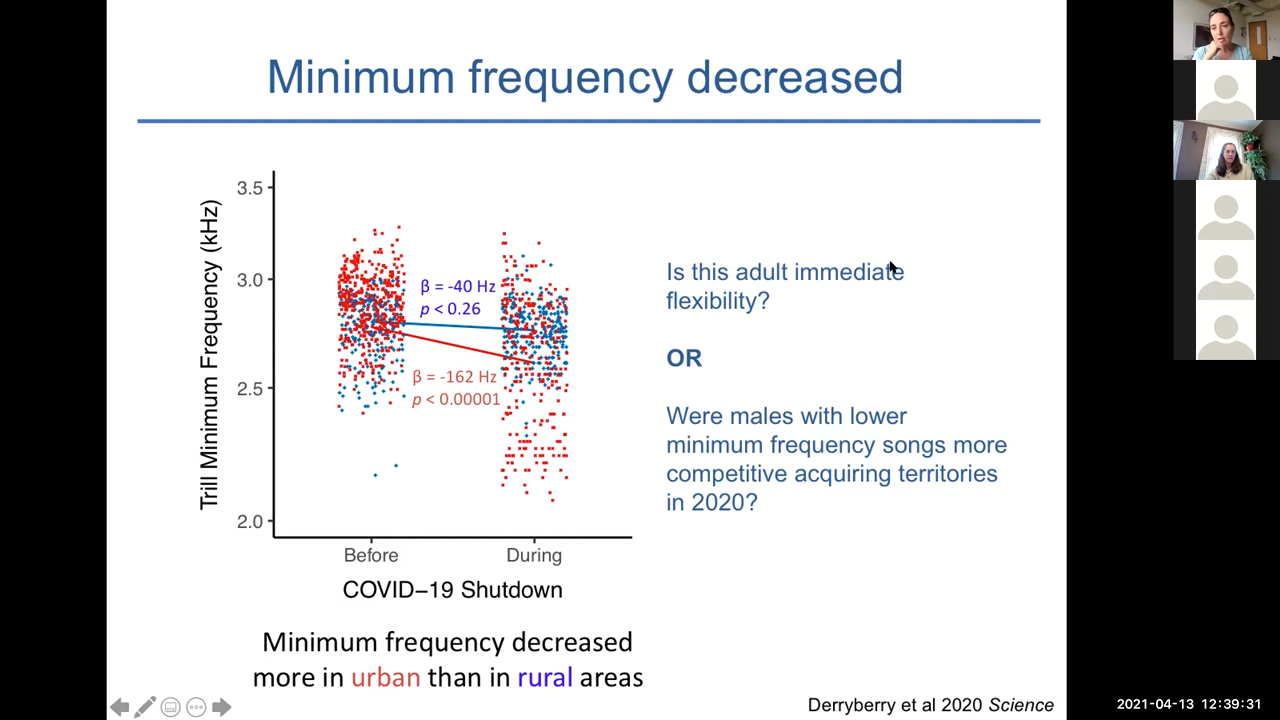 Minimum frequency decreased
Trill Minimum Frequency (kHz)
3.5
3.0
2.5
2.0
β = -40 Hz
p < 0.26
β = -162 Hz
p < 0.00001
Before
During
COVID−19 Shutdown
Minimum frequency decreased
more in urban than in rural areas
Is this adult immediate
flexibility?
OR
Were males with lower
minimum frequency songs more
competitive acquiring territories
in 2020?
Derryberry et al 2020 Science
2021-04-13 12:39:31